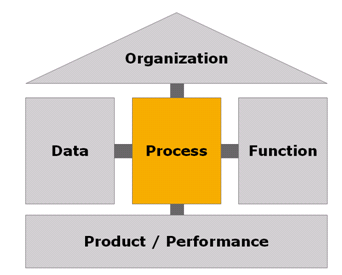 Organization
Data
Process
Function
Product / Performance